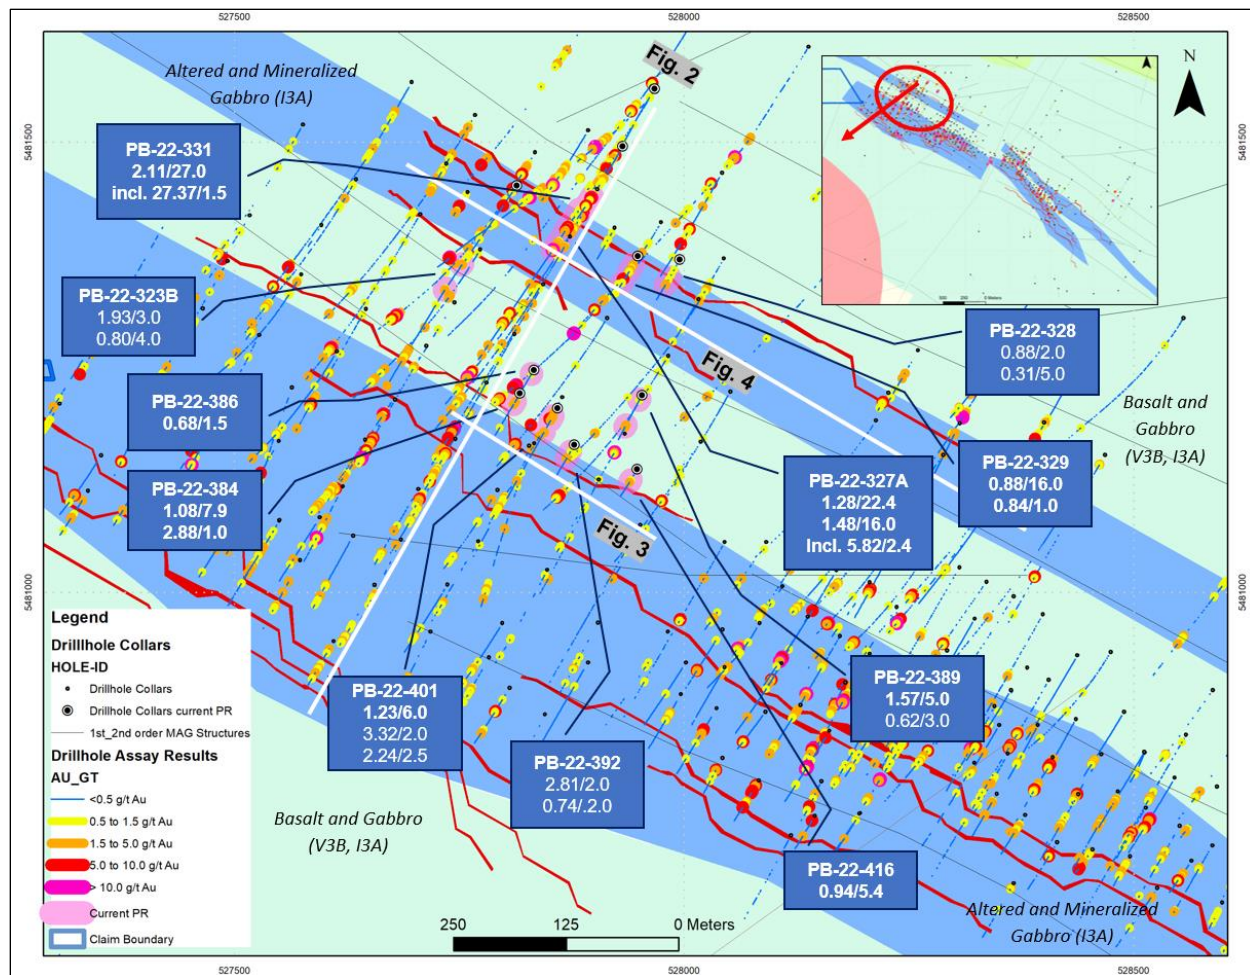 527500
528000
528500
Altered and Mineralized
Gabbro (I3A)
Fig. 2
N
5481500
5481500
PB-22-331
2.11/27.0
incl. 27.37/1.5
PB-22-323B
1.93/3.0
0.80/4.0
PB-22-328
0.88/2.0
0.31/5.0
Fig. 4
PB-22-386
0.68/1.5
Basalt and
Gabbro
(V3B, I3A)
PB-22-384
1.08/7.9
2.88/1.0
PB-22-327A
1.28/22.4
1.48/16.0
Incl. 5.82/2.4
PB-22-329
0.88/16.0
0.84/1.0
Fig. 3
5481000
5481000
Legend
Drilllhole Collars
HOLE-ID
Drillhole Collars
Drillhole Collars current PR
1st_2nd order MAG Structures
Drillhole Assay Results
AU_GT
<0.5 g/t Au
0.5 to 1.5 g/t Au
1.5 to 5.0 g/t Au
5.0 to 10.0 g/t Au
> 10.0 g/t Au
Current PR
Claim Boundary
PB-22-401
1.23/6.0
3.32/2.0
2.24/2.5
PB-22-389
1.57/5.0
0.62/3.0
PB-22-392
2.81/2.0
0.74/.2.0
Basalt and Gabbro
(V3B, I3A)
PB-22-416
0.94/5.4
Altered and Mineralized
Gabbro (I3A)
250 125 0 Meters
527500
528000
528500